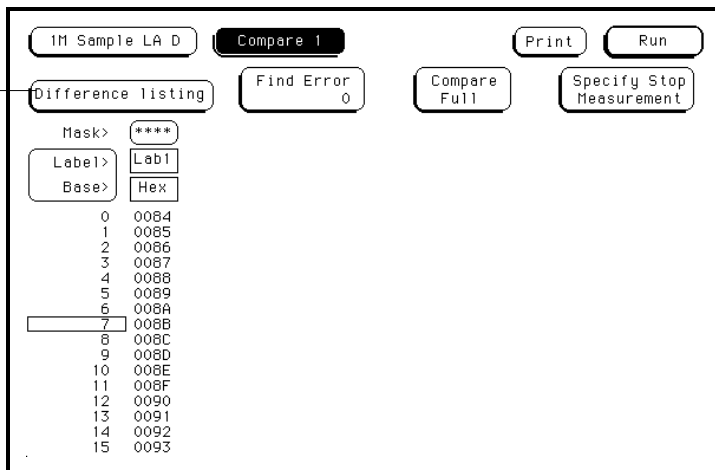 1M Sample LA D Compare 1 Print Run
Difference listing Find Error 0 Compare Full Specify Stop Measurement
Mask> ****
Label> Lab1
Base> Hex
0 0084
1 0085
2 0086
3 0087
4 0088
5 0089
6 008A
7 008B
8 008C
9 008D
10 008E
11 008F
12 0090
13 0091
14 0092
15 0093